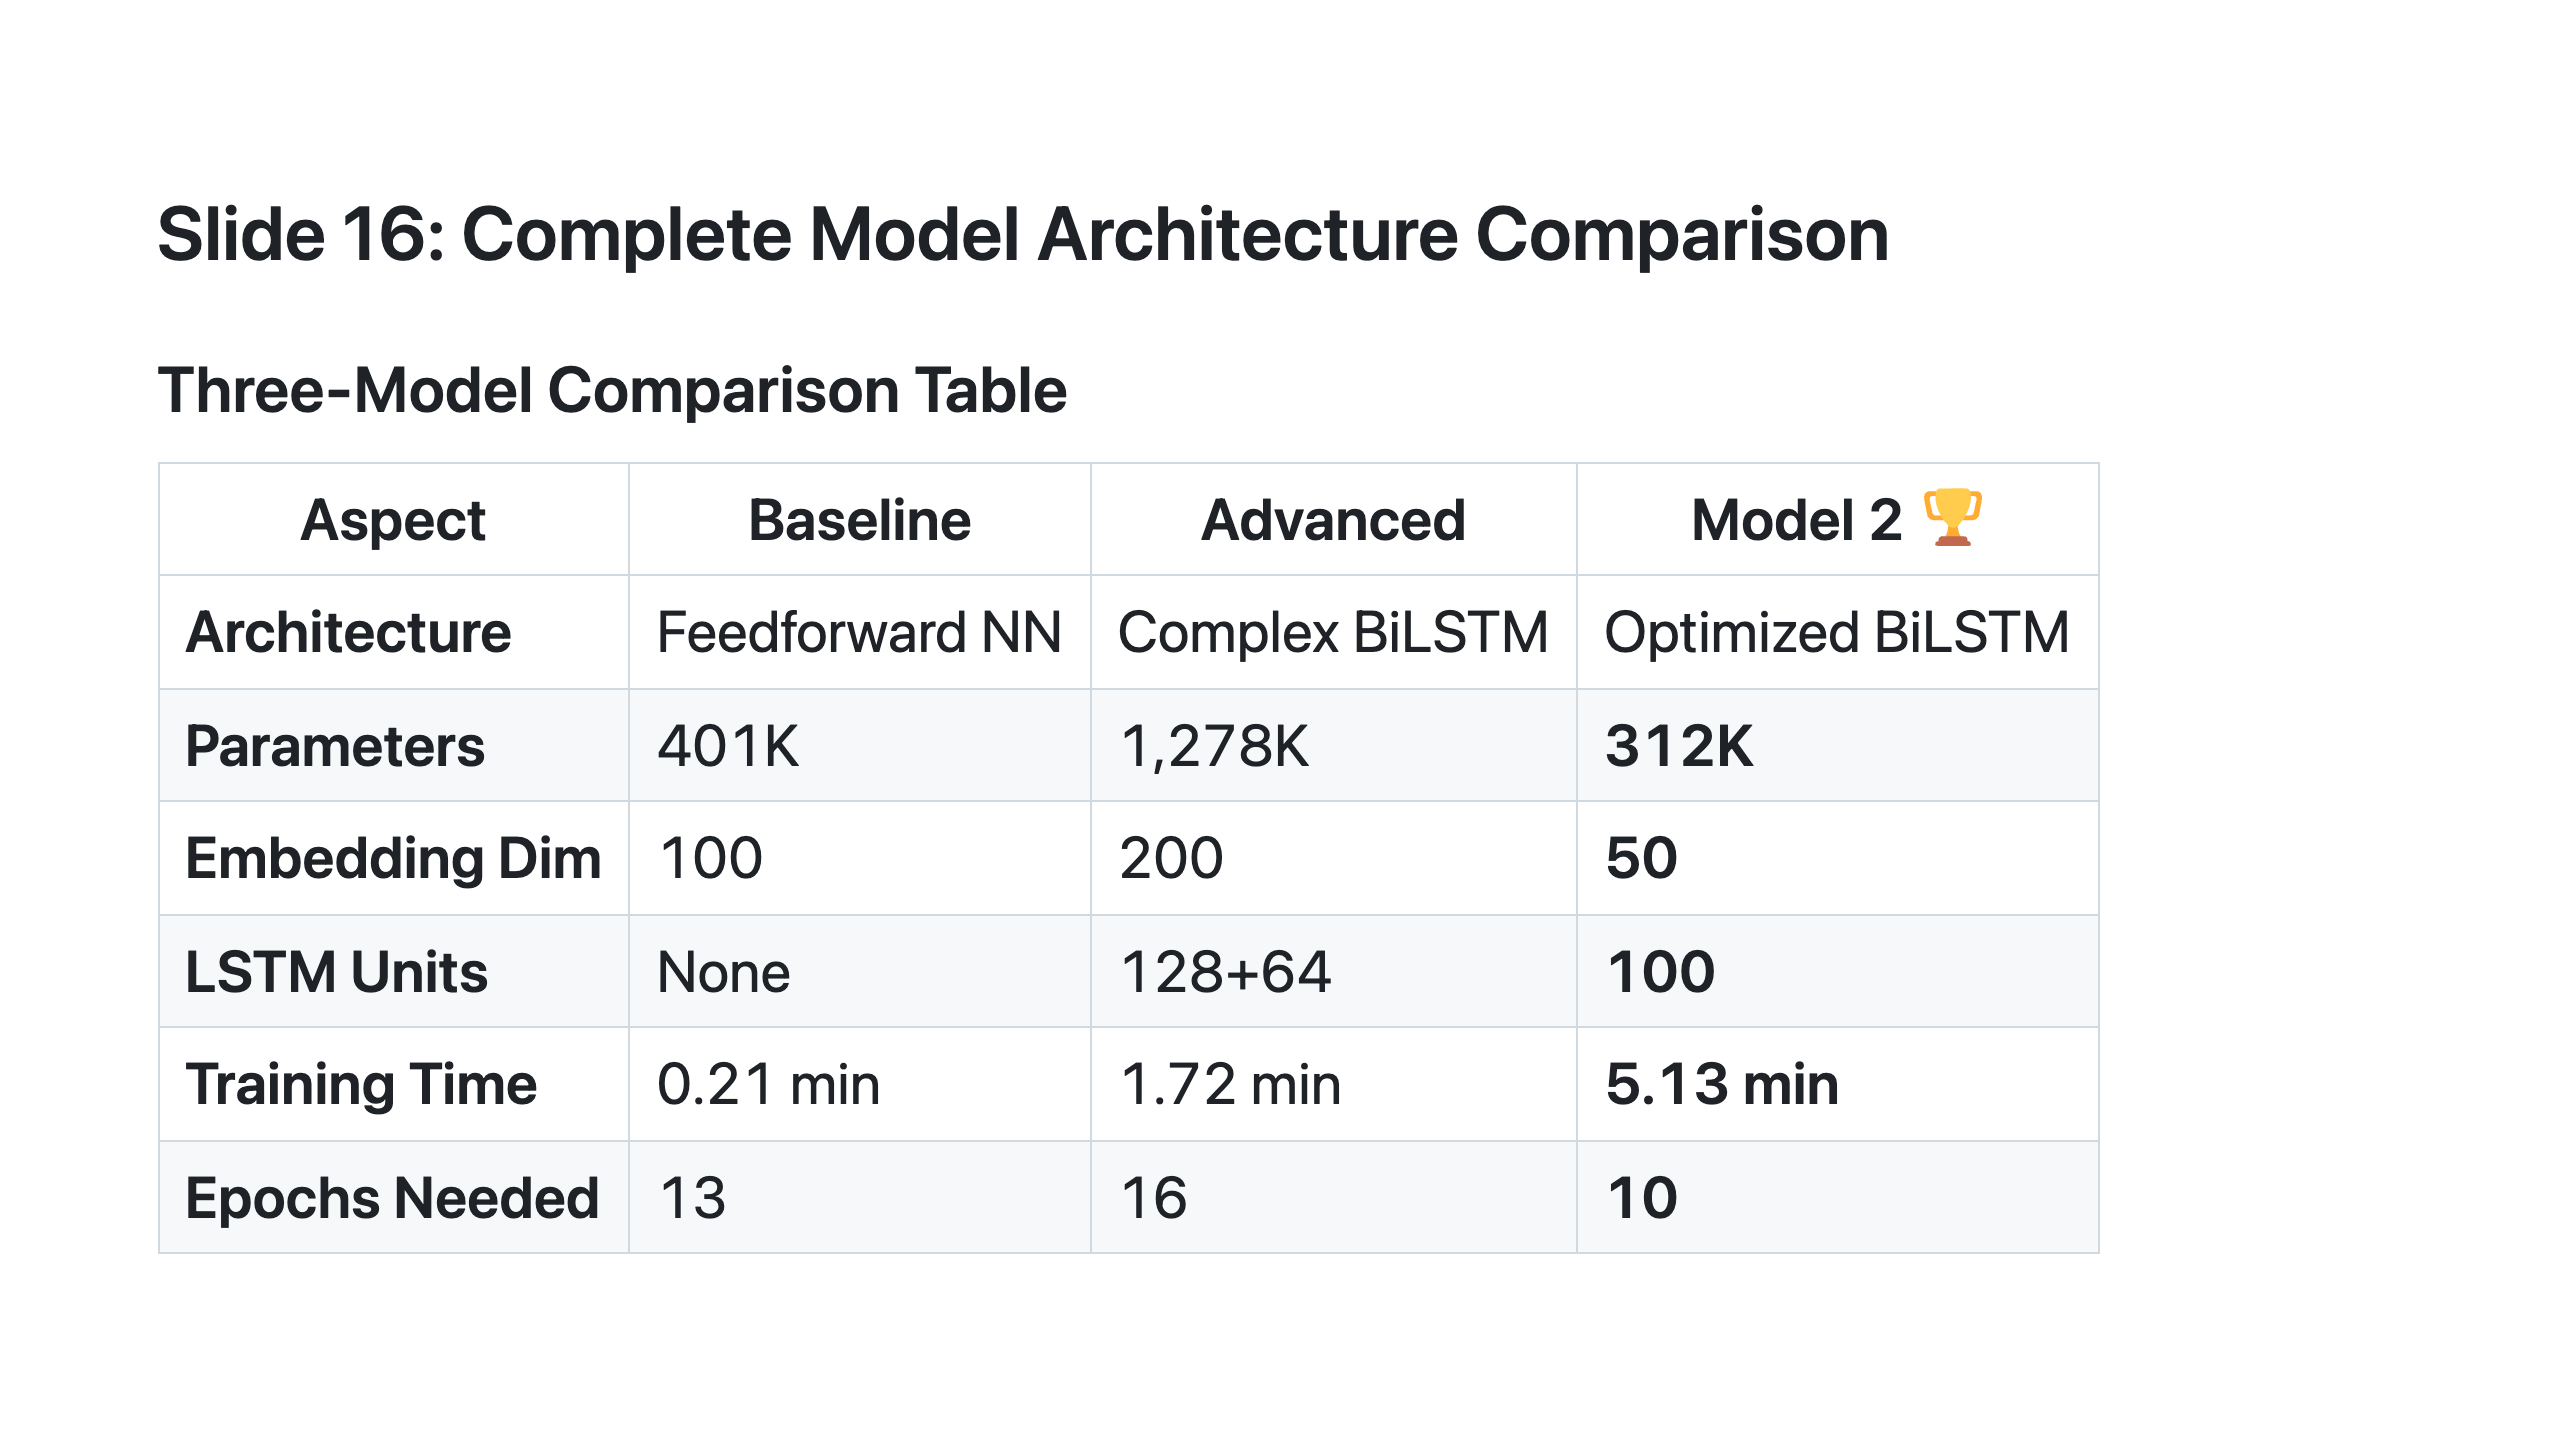 Slide 16: Complete Model Architecture Comparison
Three-Model Comparison Table
Aspect Baseline Advanced Model 2 🏆
Architecture Feedforward NN Complex BiLSTM Optimized BiLSTM
Parameters 401K 1,278K 312K
Embedding Dim 100 200 50
LSTM Units None 128+64 100
Training Time 0.21 min 1.72 min 5.13 min
Epochs Needed 13 16 10